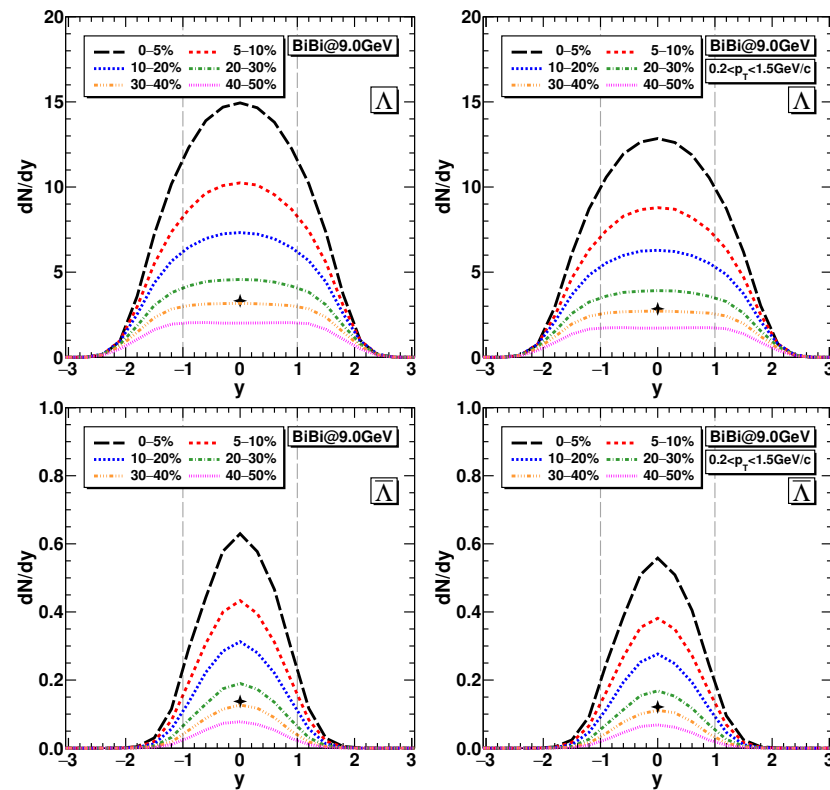 BiBi@9.0GeV
0–5% 5–10%
10–20% 20–30%
30–40% 40–50%
Λ
dN/dy
20
15
10
5
0
−3 −2 −1 0 1 2 3
y
BiBi@9.0GeV
0.2<p_T<1.5GeV/c
0–5% 5–10%
10–20% 20–30%
30–40% 40–50%
Λ
dN/dy
20
15
10
5
0
−3 −2 −1 0 1 2 3
y
BiBi@9.0GeV
0–5% 5–10%
10–20% 20–30%
30–40% 40–50%
Λ̅
dN/dy
1.0
0.8
0.6
0.4
0.2
0.0
−3 −2 −1 0 1 2 3
y
BiBi@9.0GeV
0.2<p_T<1.5GeV/c
0–5% 5–10%
10–20% 20–30%
30–40% 40–50%
Λ̅
dN/dy
1.0
0.8
0.6
0.4
0.2
0.0
−3 −2 −1 0 1 2 3
y